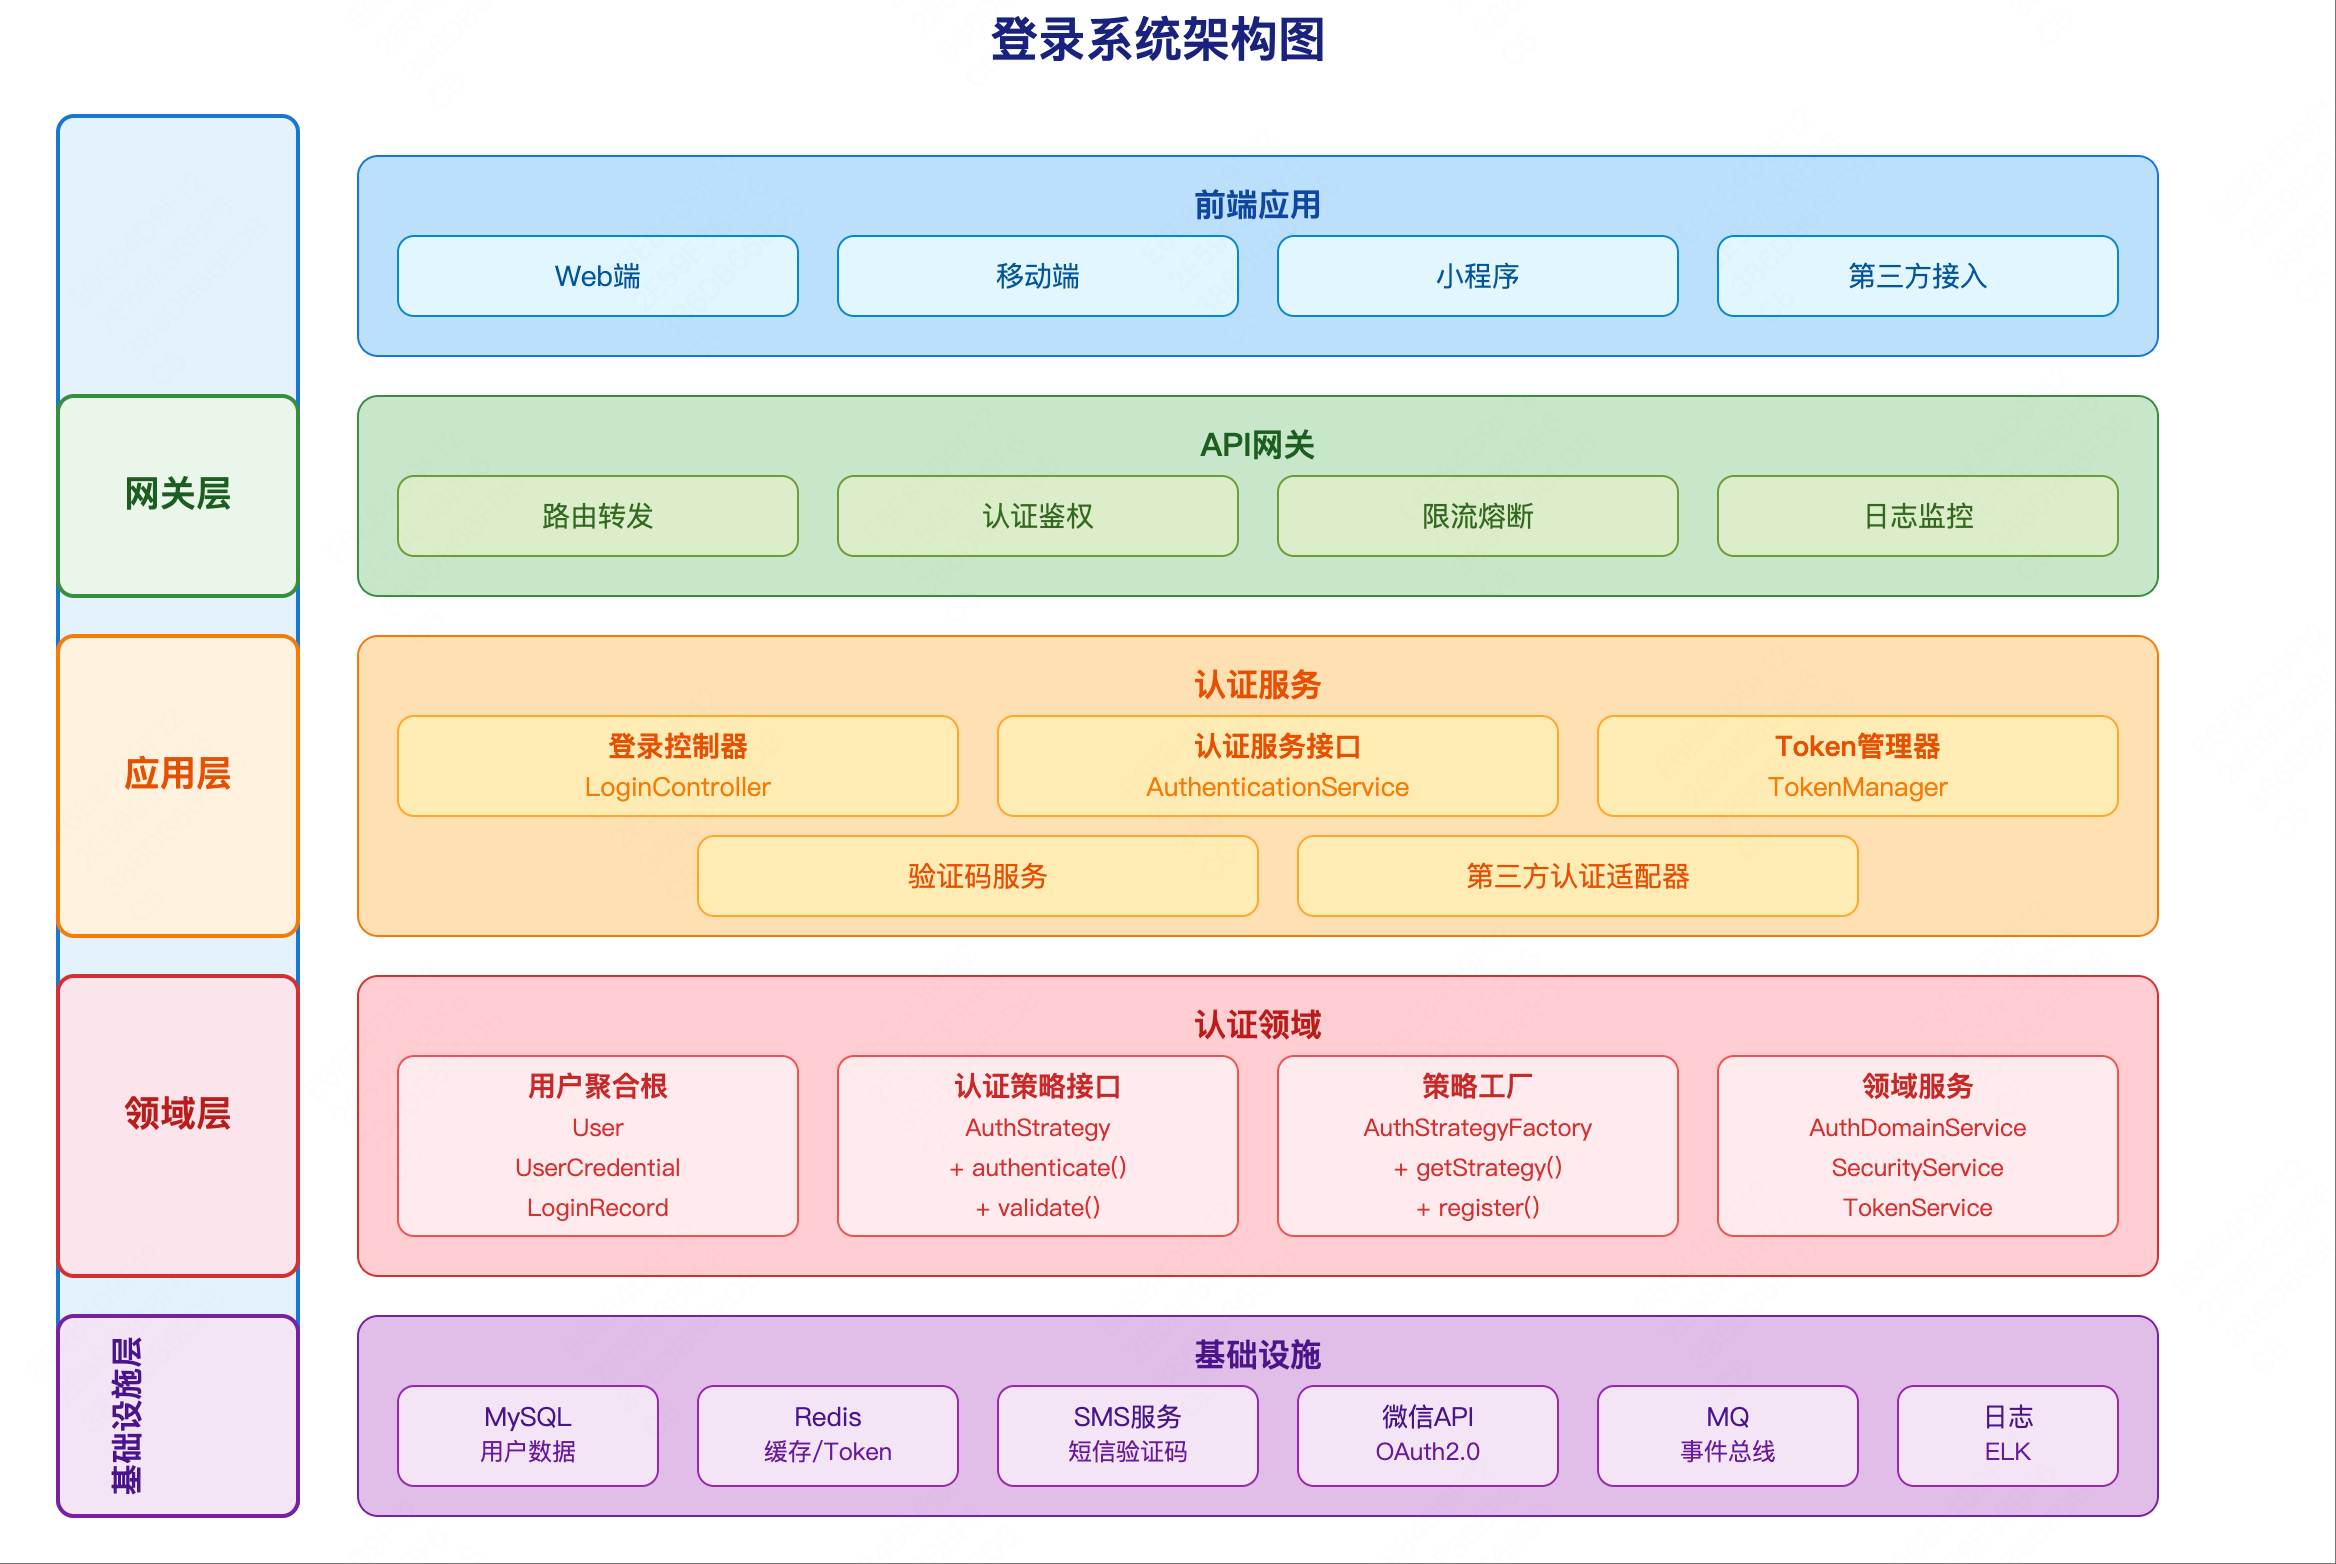 登录系统架构图
前端应用
Web端
移动端
小程序
第三方接入
网关层
API网关
路由转发
认证鉴权
限流熔断
日志监控
应用层
认证服务
登录控制器
LoginController
认证服务接口
AuthenticationService
Token管理器
TokenManager
验证码服务
第三方认证适配器
领域层
认证领域
用户聚合根
User
UserCredential
LoginRecord
认证策略接口
AuthStrategy
+ authenticate()
+ validate()
策略工厂
AuthStrategyFactory
+ getStrategy()
+ register()
领域服务
AuthDomainService
SecurityService
TokenService
基础设施层
基础设施
MySQL
用户数据
Redis
缓存/Token
SMS服务
短信验证码
微信API
OAuth2.0
MQ
事件总线
日志
ELK